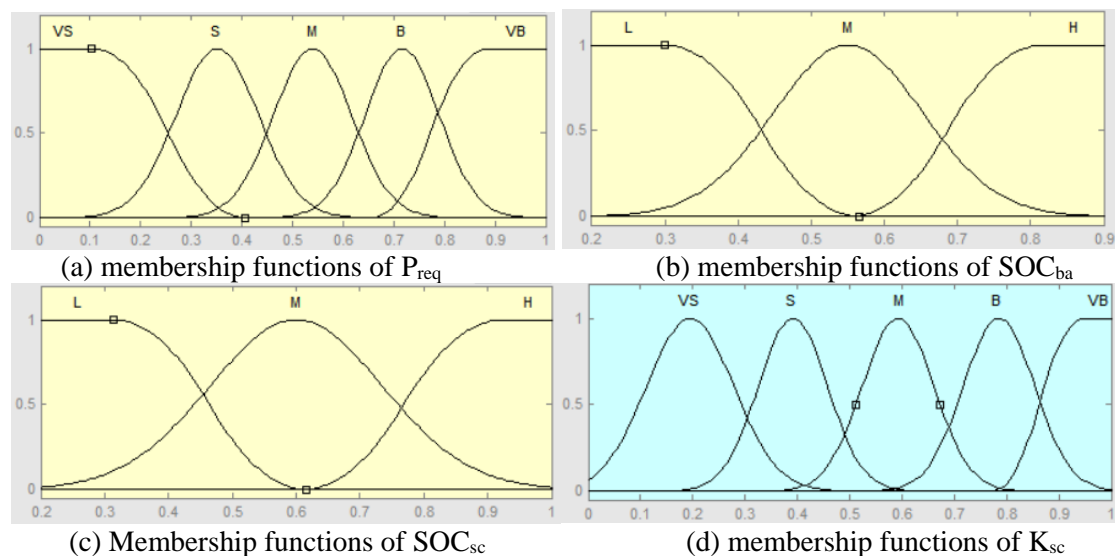 VS S M B VB
1
0.5
0
0 0.1 0.2 0.3 0.4 0.5 0.6 0.7 0.8 0.9 1
(a) membership functions of P_req
L M H
1
0.5
0
0.2 0.3 0.4 0.5 0.6 0.7 0.8 0.9 1
(b) membership functions of SOC_ba
L M H
1
0.5
0
0.2 0.3 0.4 0.5 0.6 0.7 0.8 0.9 1
(c) Membership functions of SOC_sc
VS S M B VB
1
0.5
0
0 0.1 0.2 0.3 0.4 0.5 0.6 0.7 0.8 0.9 1
(d) membership functions of K_sc